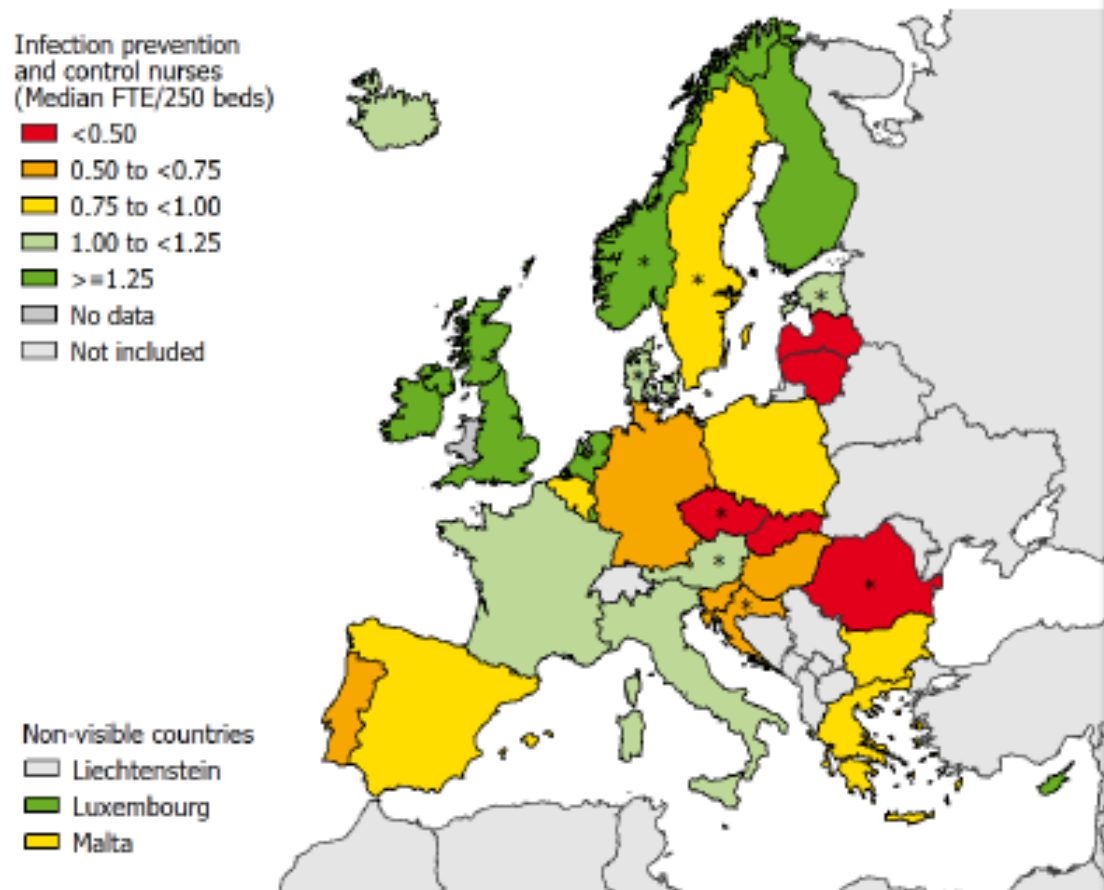 Infection prevention
and control nurses
(Median FTE/250 beds)
<0.50
0.50 to <0.75
0.75 to <1.00
1.00 to <1.25
>=1.25
No data
Not included
*
*
*
*
*
*
*
*
Non-visible countries
Liechtenstein
Luxembourg
Malta